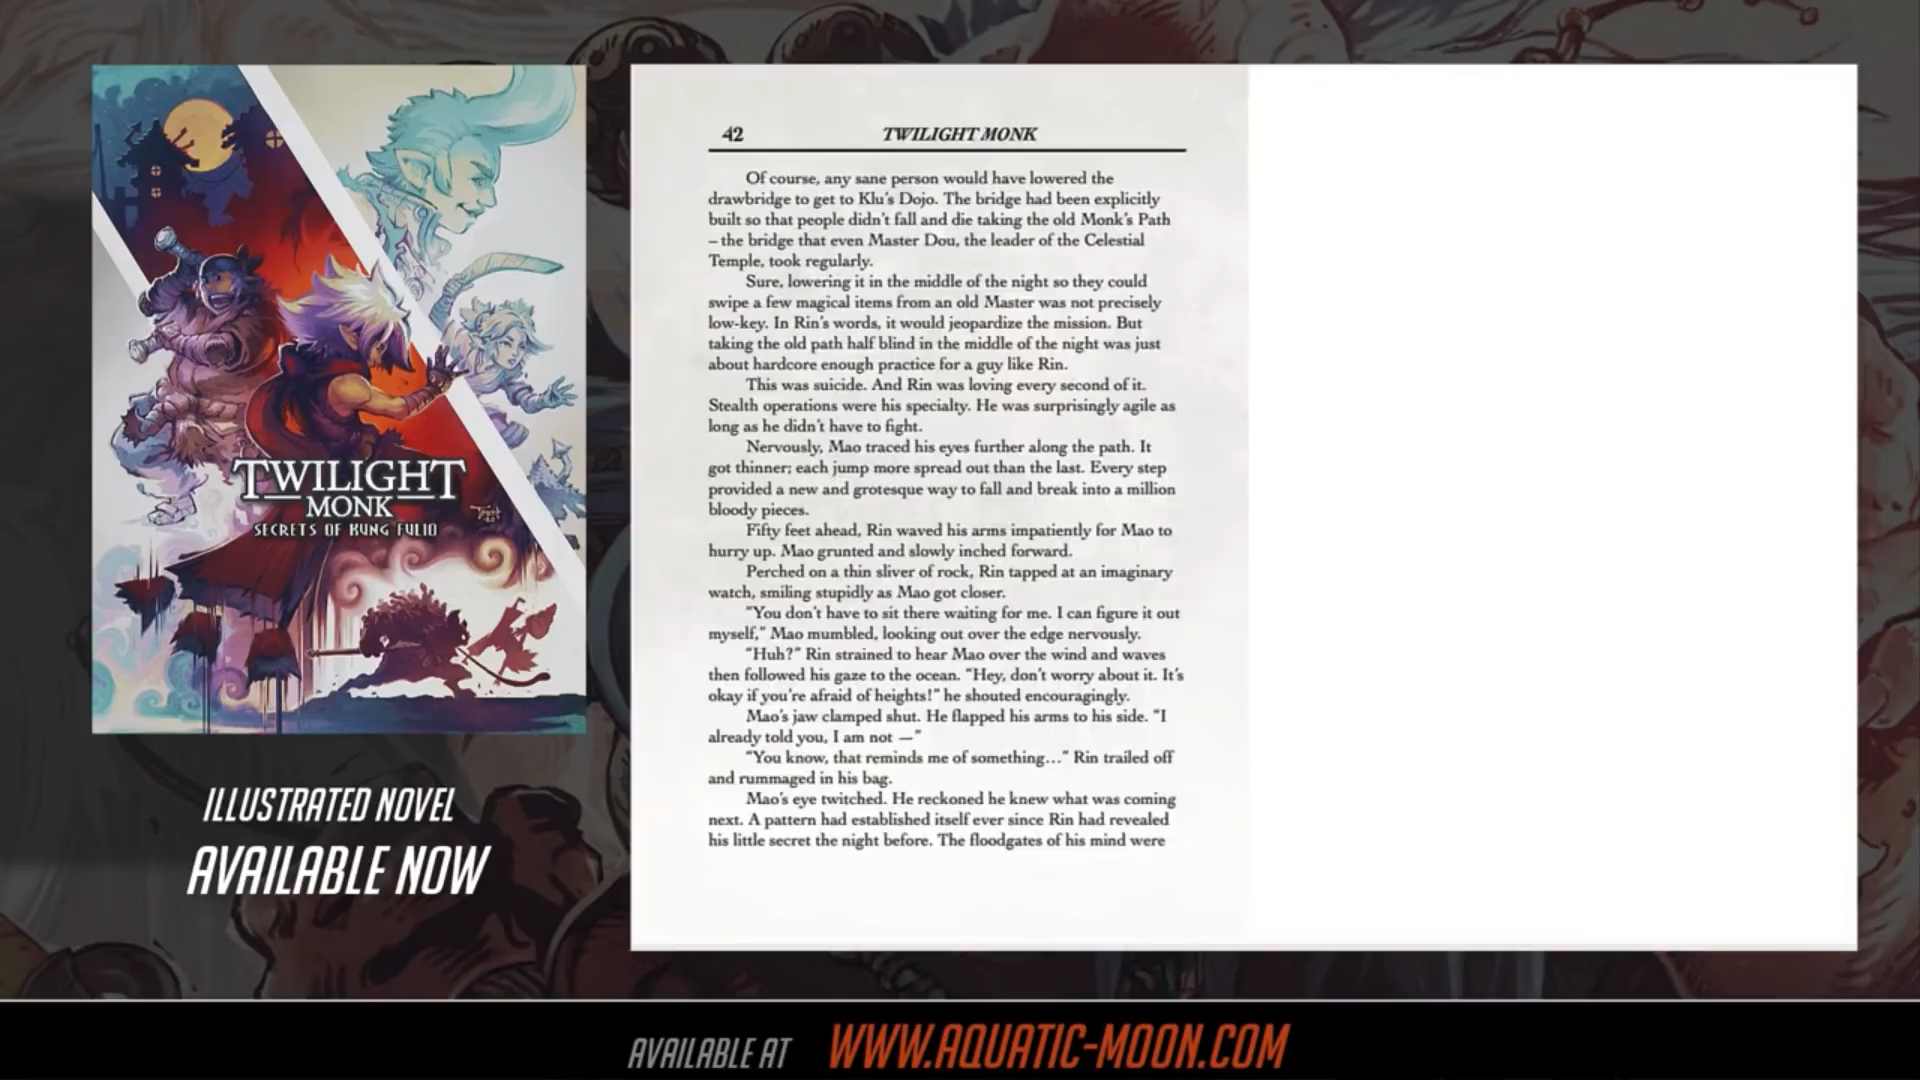 TWILIGHT
MONK
SECRETS OF KUNG FULIO
ILLUSTRATED NOVEL
AVAILABLE NOW
42
TWILIGHT MONK
Of course, any sane person would have lowered the
drawbridge to get to Klu's Dojo. The bridge had been explicitly
built so that people didn't fall and die taking the old Monk's Path
– the bridge that even Master Dou, the leader of the Celestial
Temple, took regularly.
Sure, lowering it in the middle of the night so they could
swipe a few magical items from an old Master was not precisely
low-key. In Rin's words, it would jeopardize the mission. But
taking the old path half blind in the middle of the night was just
about hardcore enough practice for a guy like Rin.
This was suicide. And Rin was loving every second of it.
Stealth operations were his specialty. He was surprisingly agile as
long as he didn't have to fight.
Nervously, Mao traced his eyes further along the path. It
got thinner; each jump more spread out than the last. Every step
provided a new and grotesque way to fall and break into a million
bloody pieces.
Fifty feet ahead, Rin waved his arms impatiently for Mao to
hurry up. Mao grunted and slowly inched forward.
Perched on a thin sliver of rock, Rin tapped at an imaginary
watch, smiling stupidly as Mao got closer.
"You don't have to sit there waiting for me. I can figure it out
myself," Mao mumbled, looking out over the edge nervously.
"Huh?" Rin strained to hear Mao over the wind and waves
then followed his gaze to the ocean. "Hey, don't worry about it. It's
okay if you're afraid of heights!" he shouted encouragingly.
Mao's jaw clamped shut. He flapped his arms to his side. "I
already told you, I am not —"
"You know, that reminds me of something…" Rin trailed off
and rummaged in his bag.
Mao's eye twitched. He reckoned he knew what was coming
next. A pattern had established itself ever since Rin had revealed
his little secret the night before. The floodgates of his mind were
AVAILABLE AT WWW.AQUATIC-MOON.COM